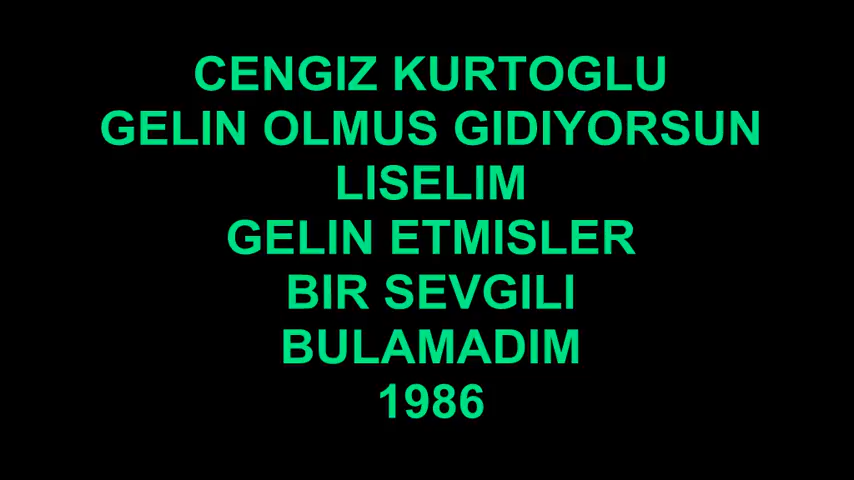 CENGIZ KURTOGLU
GELIN OLMUS GIDIYORSUN
LISELIM
GELIN ETMISLER
BIR SEVGILI
BULAMADIM
1986